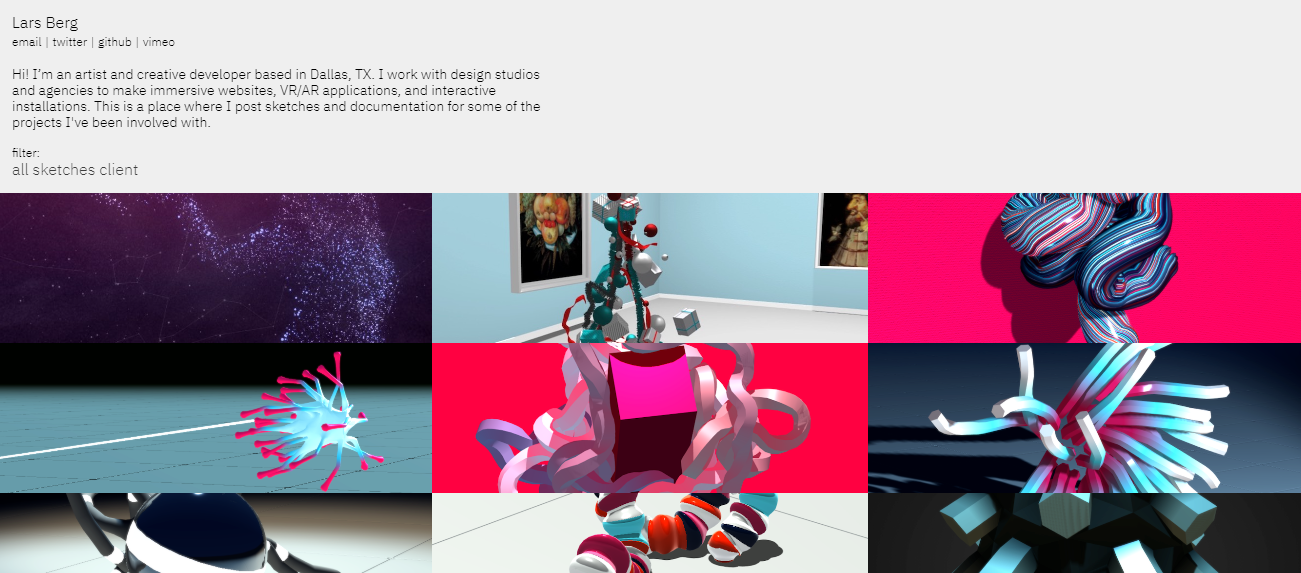 Lars Berg
email | twitter | github | vimeo
Hi! I’m an artist and creative developer based in Dallas, TX. I work with design studios
and agencies to make immersive websites, VR/AR applications, and interactive
installations. This is a place where I post sketches and documentation for some of the
projects I've been involved with.
filter:
all sketches client